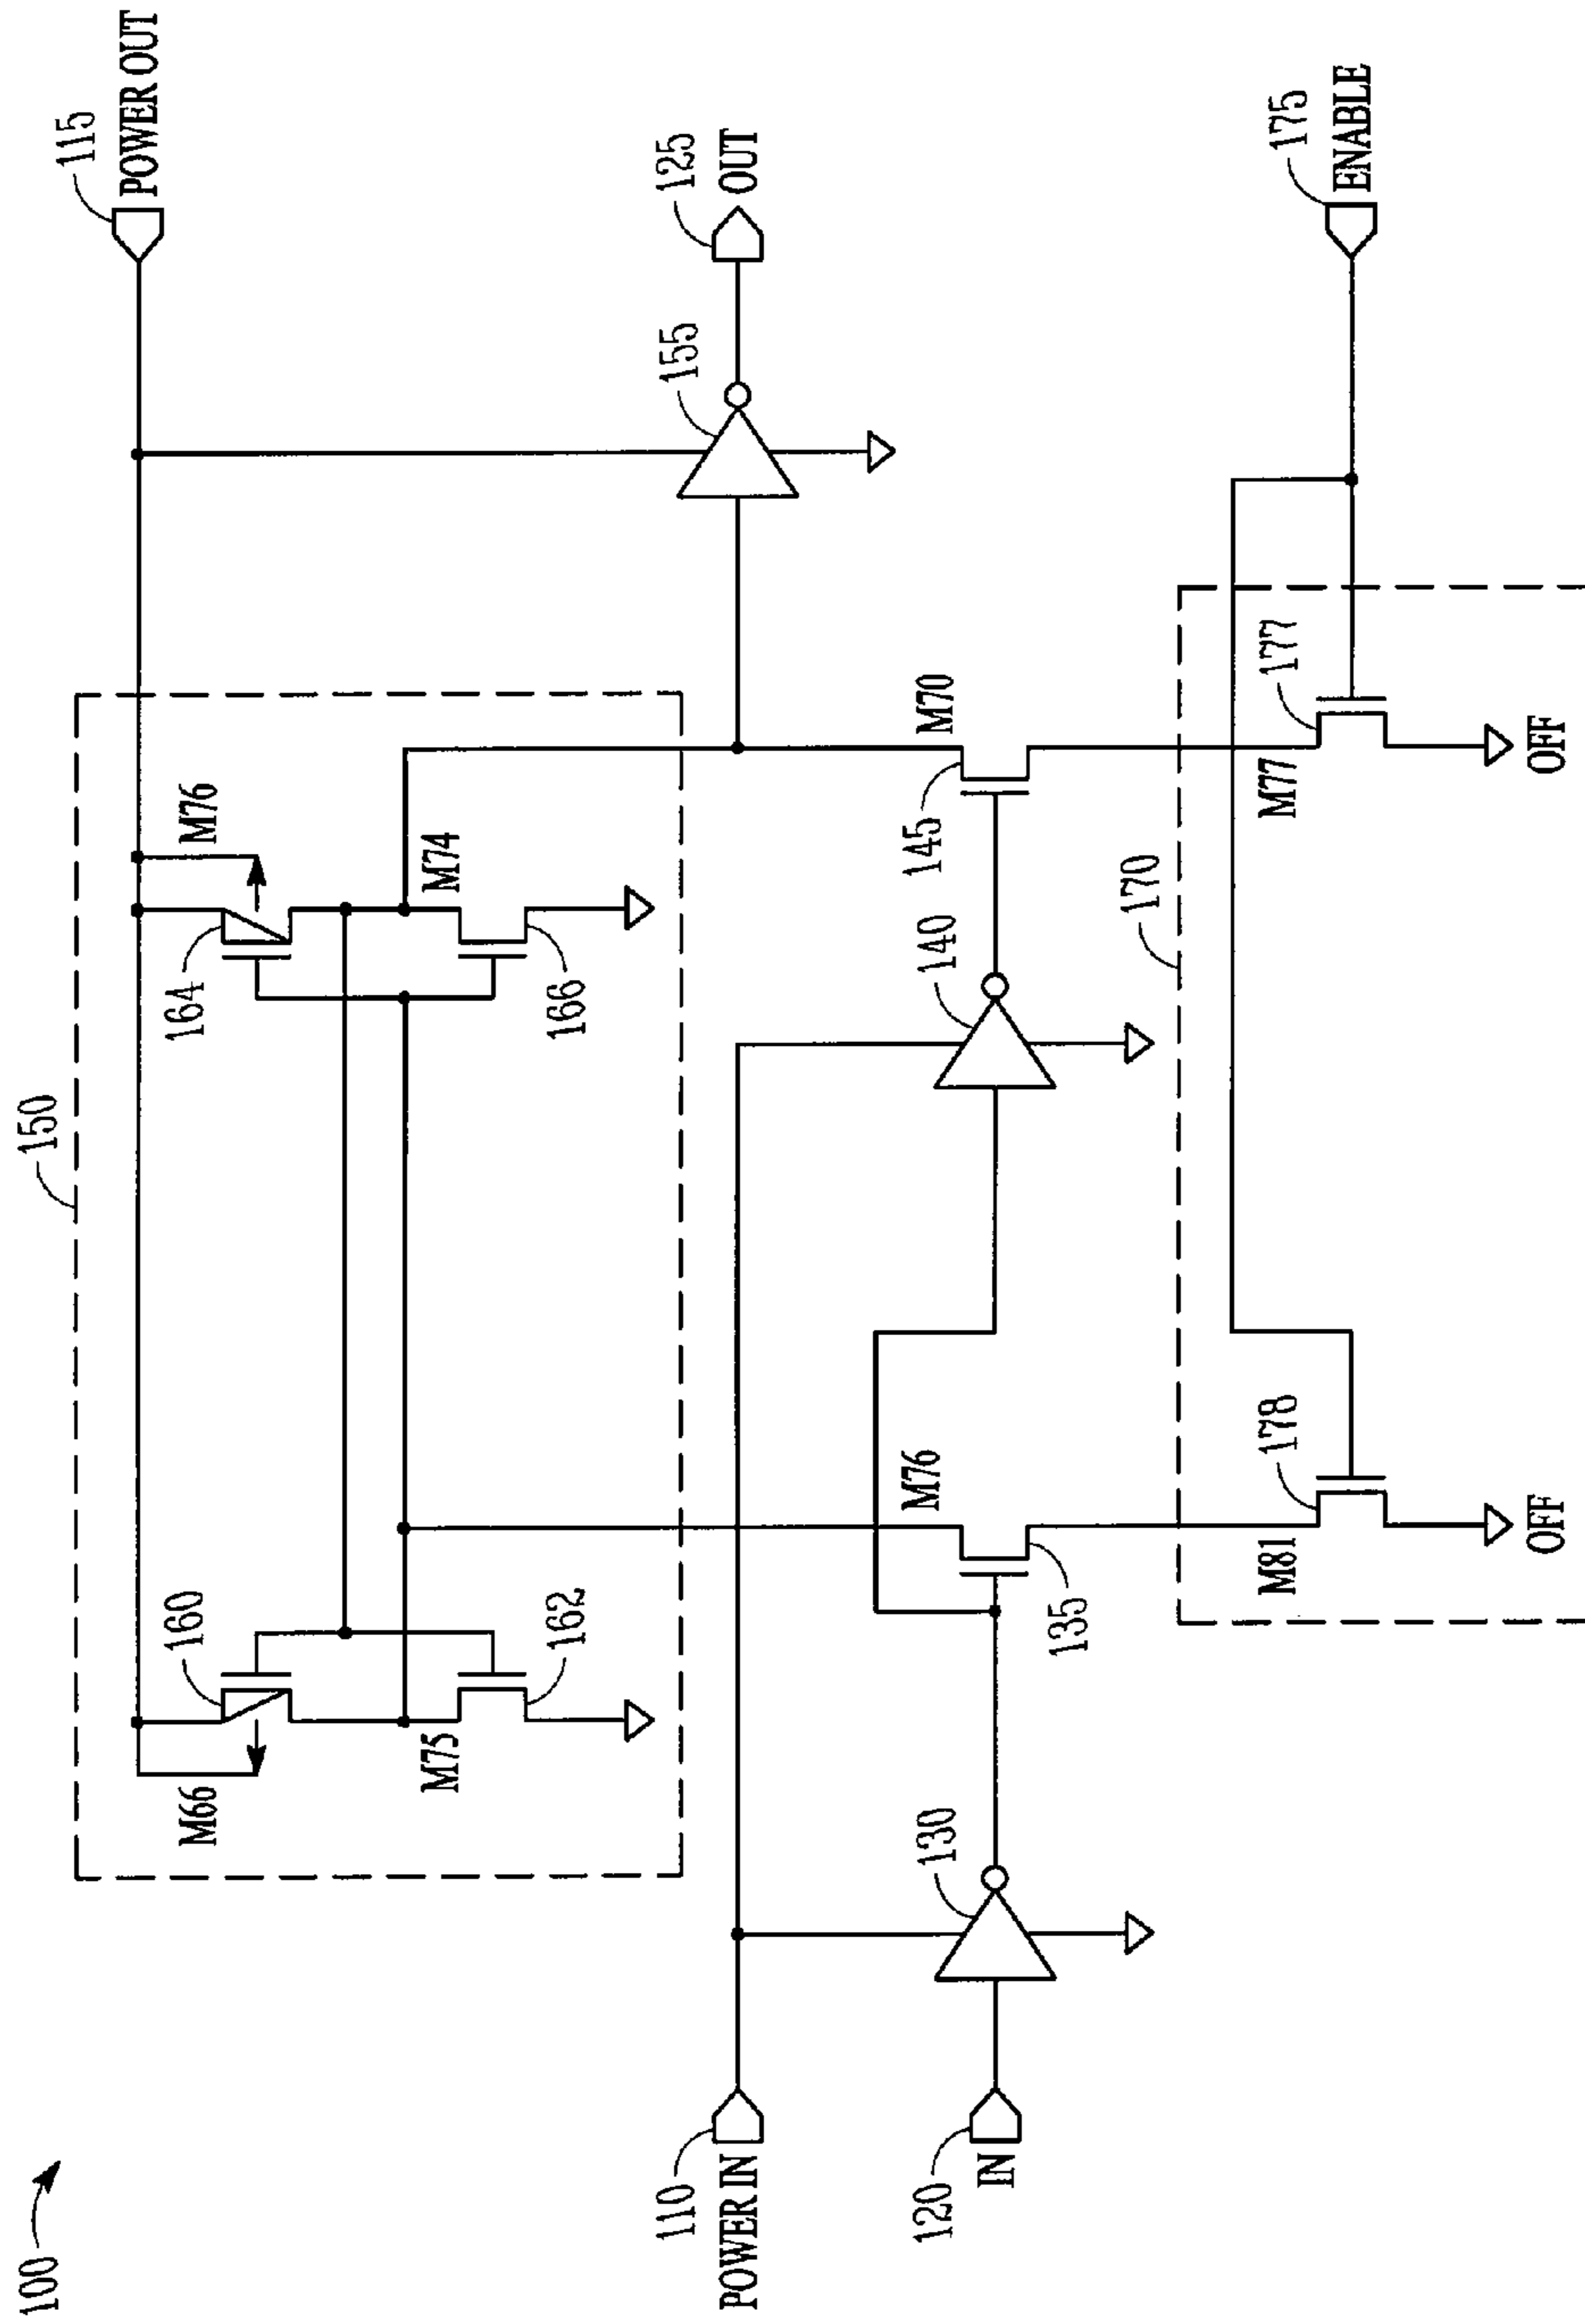 100
150
115
POWER OUT
M66
160
164
M76
M75
162
M74
166
155
125
OUT
110
POWER IN
120
IN
130
M76
135
140
145
M70
170
M81
178
M77
177
175
ENABLE
OFF
OFF